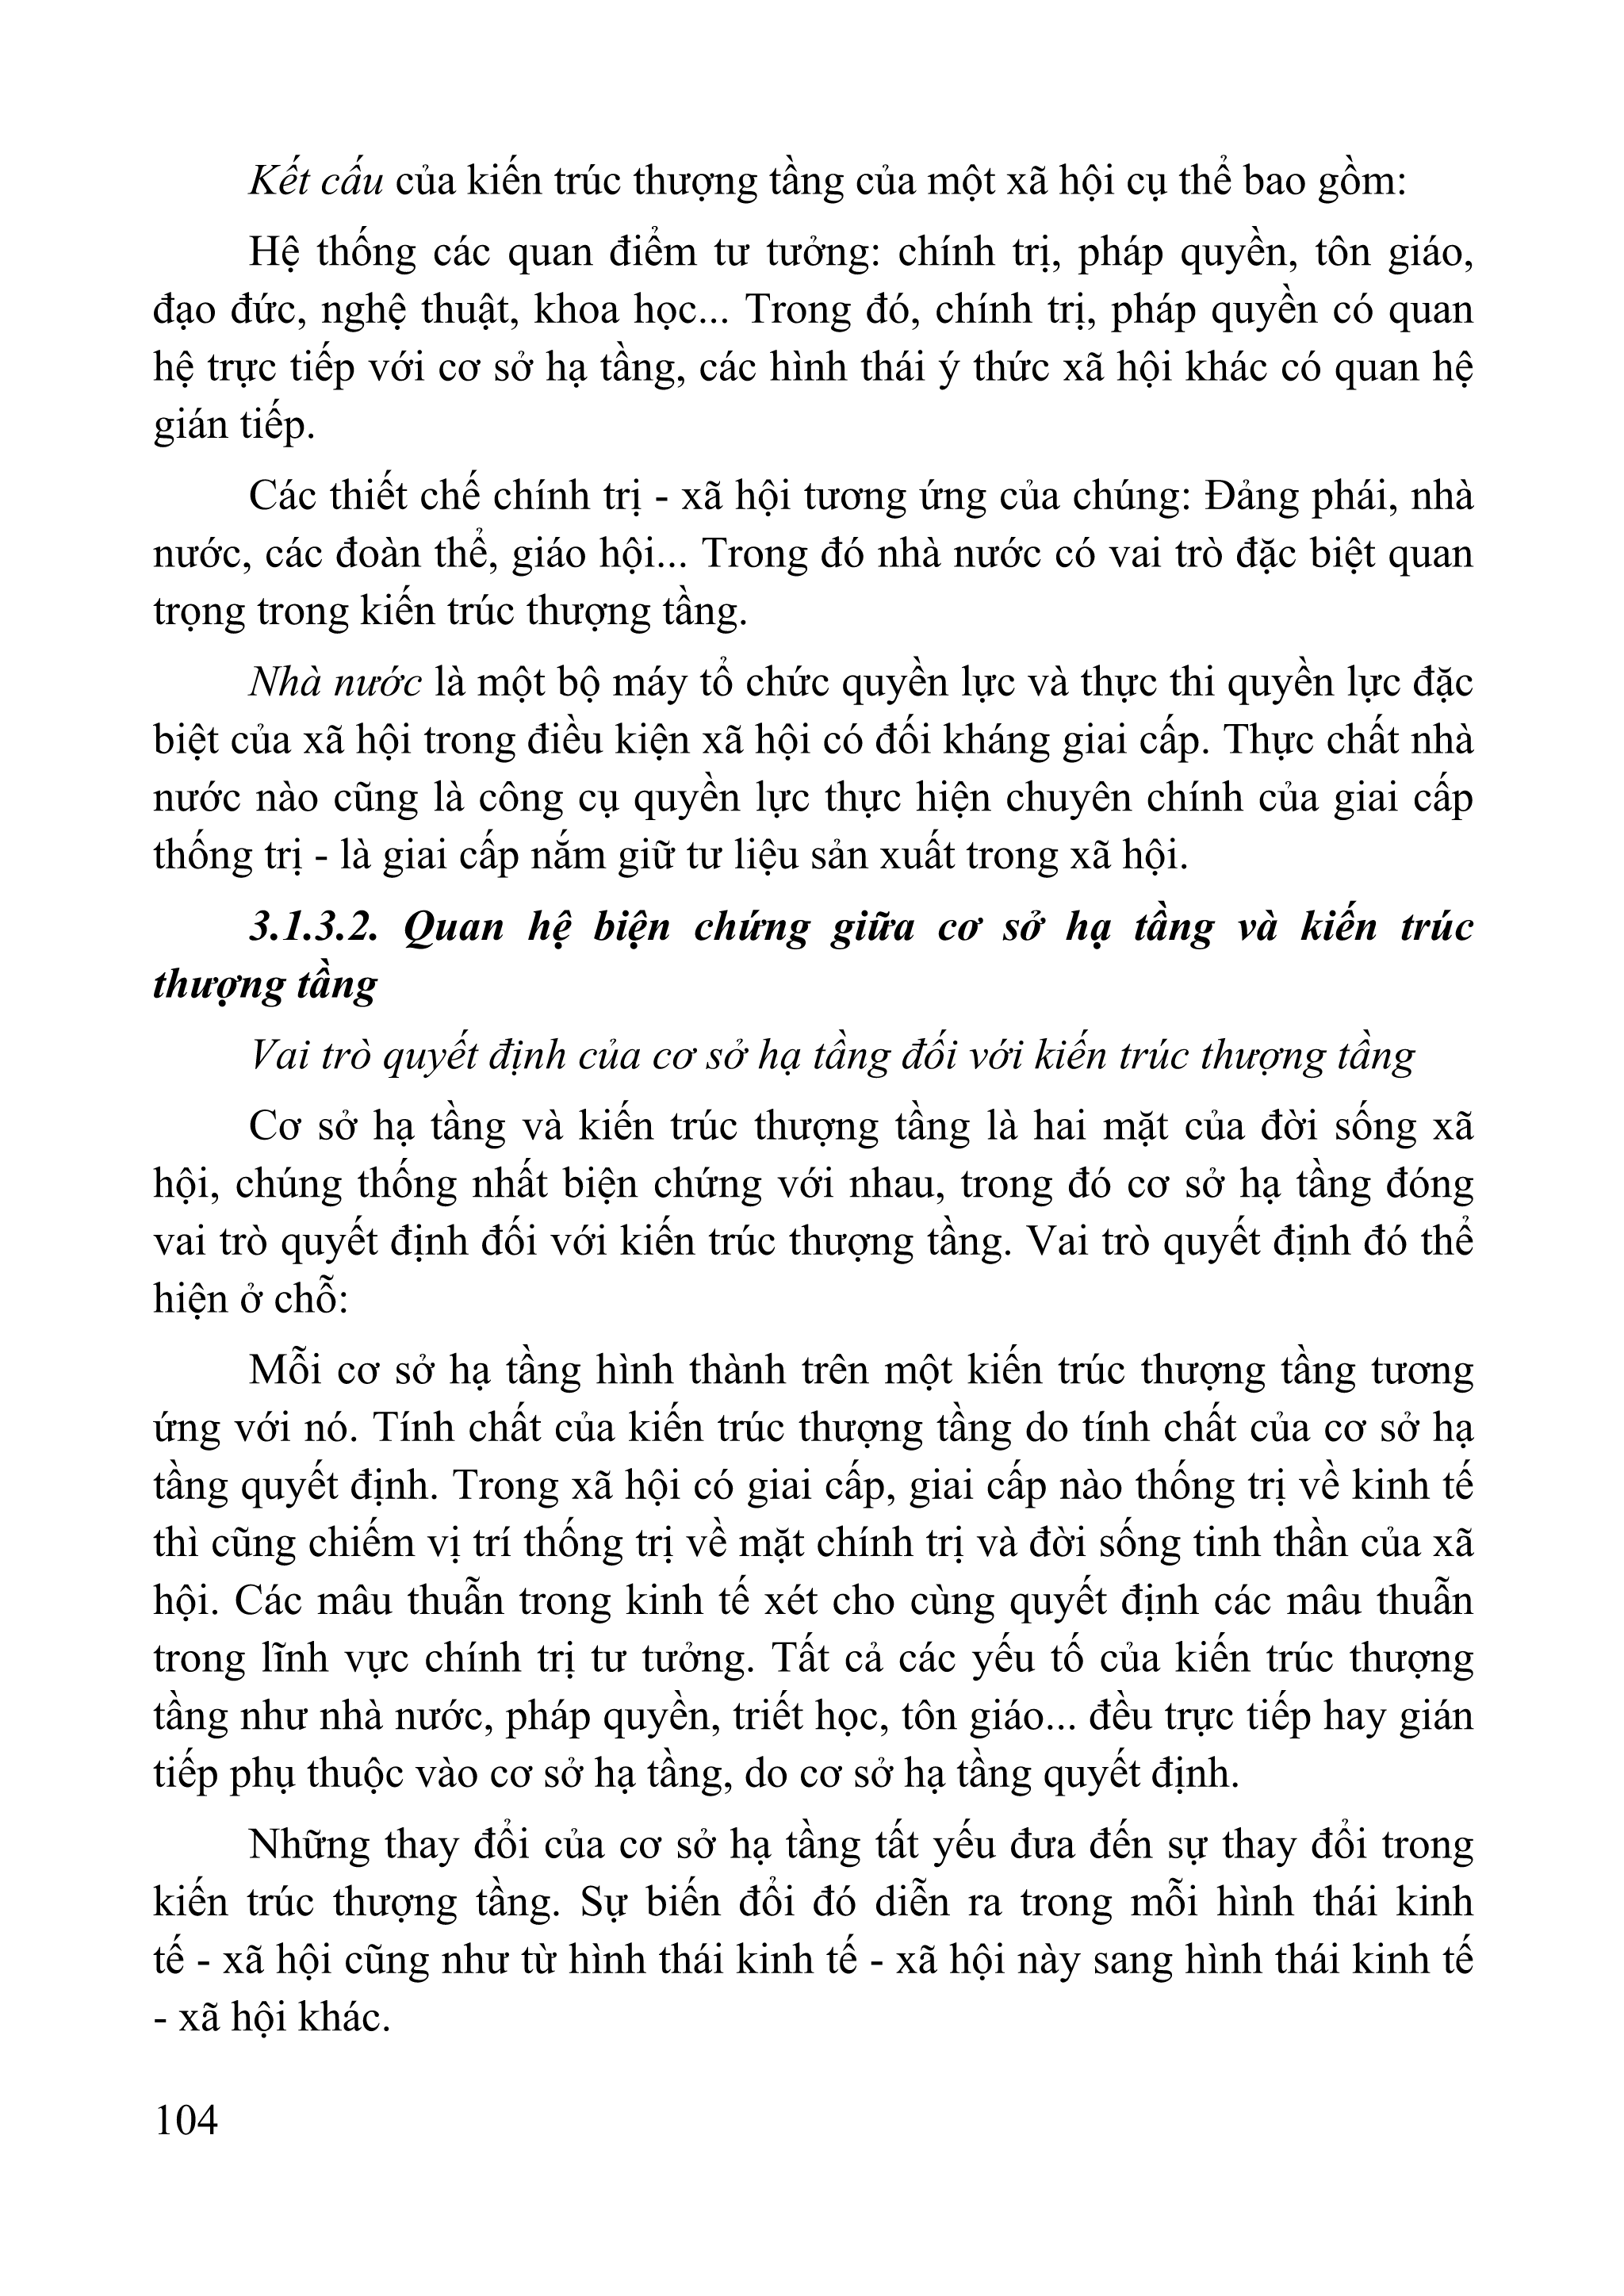 Kết cấu của kiến trúc thượng tầng của một xã hội cụ thể bao gồm:
Hệ thống các quan điểm tư tưởng: chính trị, pháp quyền, tôn giáo,
đạo đức, nghệ thuật, khoa học... Trong đó, chính trị, pháp quyền có quan
hệ trực tiếp với cơ sở hạ tầng, các hình thái ý thức xã hội khác có quan hệ
gián tiếp.
Các thiết chế chính trị - xã hội tương ứng của chúng: Đảng phái, nhà
nước, các đoàn thể, giáo hội... Trong đó nhà nước có vai trò đặc biệt quan
trọng trong kiến trúc thượng tầng.
Nhà nước là một bộ máy tổ chức quyền lực và thực thi quyền lực đặc
biệt của xã hội trong điều kiện xã hội có đối kháng giai cấp. Thực chất nhà
nước nào cũng là công cụ quyền lực thực hiện chuyên chính của giai cấp
thống trị - là giai cấp nắm giữ tư liệu sản xuất trong xã hội.
3.1.3.2. Quan hệ biện chứng giữa cơ sở hạ tầng và kiến trúc
thượng tầng
Vai trò quyết định của cơ sở hạ tầng đối với kiến trúc thượng tầng
Cơ sở hạ tầng và kiến trúc thượng tầng là hai mặt của đời sống xã
hội, chúng thống nhất biện chứng với nhau, trong đó cơ sở hạ tầng đóng
vai trò quyết định đối với kiến trúc thượng tầng. Vai trò quyết định đó thể
hiện ở chỗ:
Mỗi cơ sở hạ tầng hình thành trên một kiến trúc thượng tầng tương
ứng với nó. Tính chất của kiến trúc thượng tầng do tính chất của cơ sở hạ
tầng quyết định. Trong xã hội có giai cấp, giai cấp nào thống trị về kinh tế
thì cũng chiếm vị trí thống trị về mặt chính trị và đời sống tinh thần của xã
hội. Các mâu thuẫn trong kinh tế xét cho cùng quyết định các mâu thuẫn
trong lĩnh vực chính trị tư tưởng. Tất cả các yếu tố của kiến trúc thượng
tầng như nhà nước, pháp quyền, triết học, tôn giáo... đều trực tiếp hay gián
tiếp phụ thuộc vào cơ sở hạ tầng, do cơ sở hạ tầng quyết định.
Những thay đổi của cơ sở hạ tầng tất yếu đưa đến sự thay đổi trong
kiến trúc thượng tầng. Sự biến đổi đó diễn ra trong mỗi hình thái kinh
tế - xã hội cũng như từ hình thái kinh tế - xã hội này sang hình thái kinh tế
- xã hội khác.
104